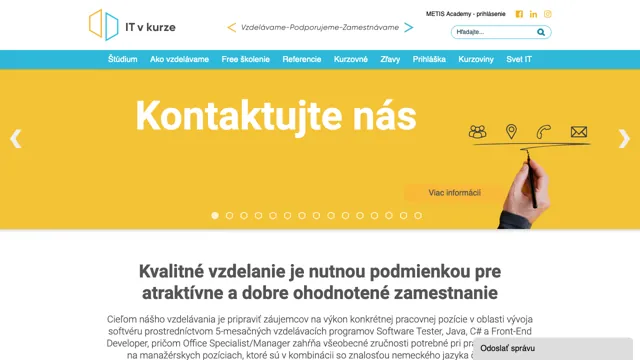 IT v kurze
Vzdelávame–Podporujeme–Zamestnávame
METIS Academy - prihlásenie
Hľadajte...
Štúdium Ako vzdelávame Free školenie Referencie Kurzovné Zľavy Prihláška Kurzoviny Svet IT
Kontaktujte nás
Viac informácií
Kvalitné vzdelanie je nutnou podmienkou pre
atraktívne a dobre ohodnotené zamestnanie
Cieľom nášho vzdelávania je pripraviť záujemcov na výkon konkrétnej pracovnej pozície v oblasti vývoja
softvéru prostredníctvom 5-mesačných vzdelávacích programov Software Tester, Java, C# a Front-End
Developer, pričom Office Specialist/Manager zahŕňa všeobecné zručnosti potrebné pri pr
na manažérskych pozíciach, ktoré sú v kombinácii so znalosťou nemeckého jazyka
Odoslať správu